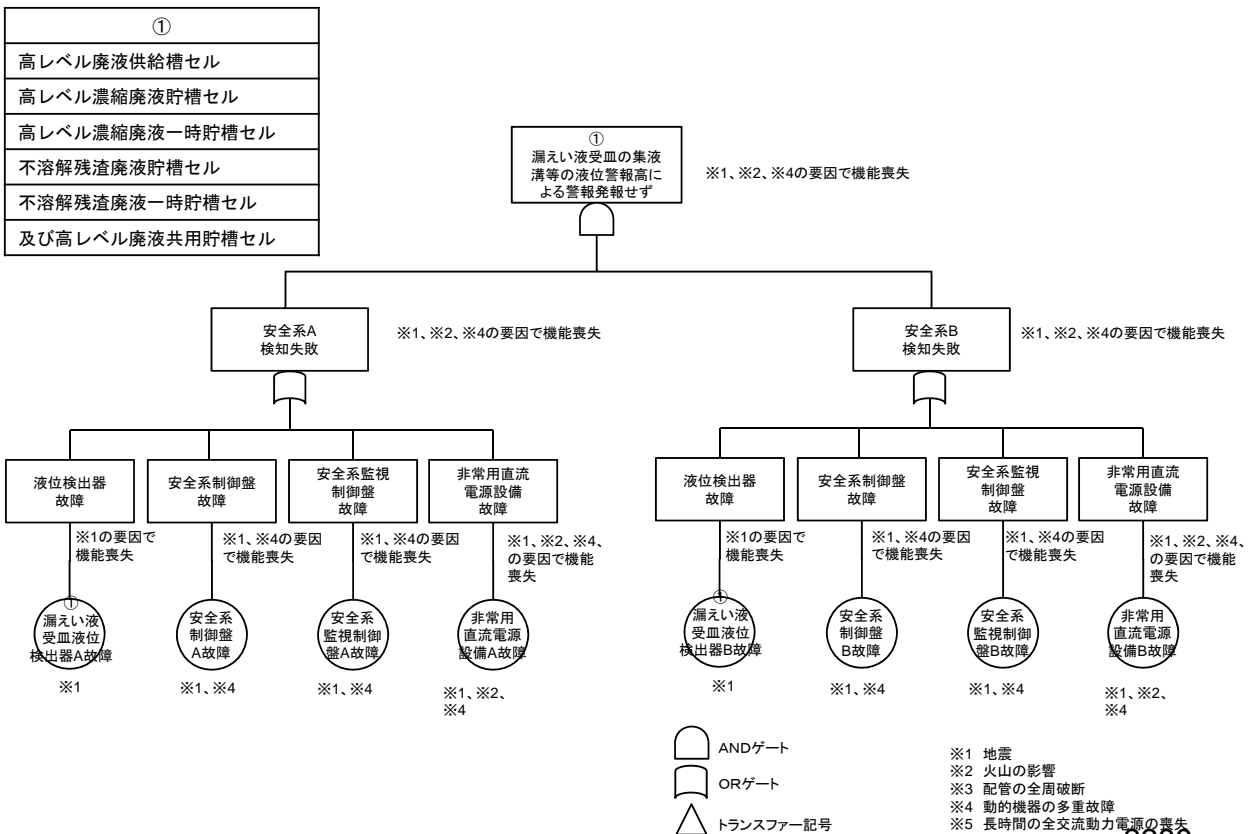 ①
高レベル廃液供給槽セル
高レベル濃縮廃液貯槽セル
高レベル濃縮廃液一時貯槽セル
不溶解残渣廃液貯槽セル
不溶解残渣廃液一時貯槽セル
及び高レベル廃液共用貯槽セル
①
漏えい液受皿の集液
溝等の液位警報高に
よる警報発報せず
※1、※2、※4の要因で機能喪失
安全系A
検知失敗
※1、※2、※4の要因で機能喪失
安全系B
検知失敗
※1、※2、※4の要因で機能喪失
液位検出器
故障
安全系制御盤
故障
安全系監視
制御盤
故障
非常用直流
電源設備
故障
液位検出器
故障
安全系制御盤
故障
安全系監視
制御盤
故障
非常用直流
電源設備
故障
※1の要因で
機能喪失
※1、※4の要因
で機能喪失
※1、※4の要因
で機能喪失
※1、※2、※4、
の要因で機能
喪失
※1の要因で
機能喪失
※1、※4の要因
で機能喪失
※1、※4の要因
で機能喪失
※1、※2、※4、
の要因で機能
喪失
①
漏えい液
受皿液位
検出器A故障
安全系
制御盤
A故障
安全系
監視制御
盤A故障
非常用
直流電源
設備A故障
①
漏えい液
受皿液位
検出器B故障
安全系
制御盤
B故障
安全系
監視制御
盤B故障
非常用
直流電源
設備B故障
※1
※1、※4
※1、※4
※1、※2、
※4
※1
※1、※4
※1、※4
※1、※2、
※4
ANDゲート
ORゲート
トランスファー記号
※1 地震
※2 火山の影響
※3 配管の全周破断
※4 動的機器の多重故障
※5 長時間の全交流動力電源の喪失